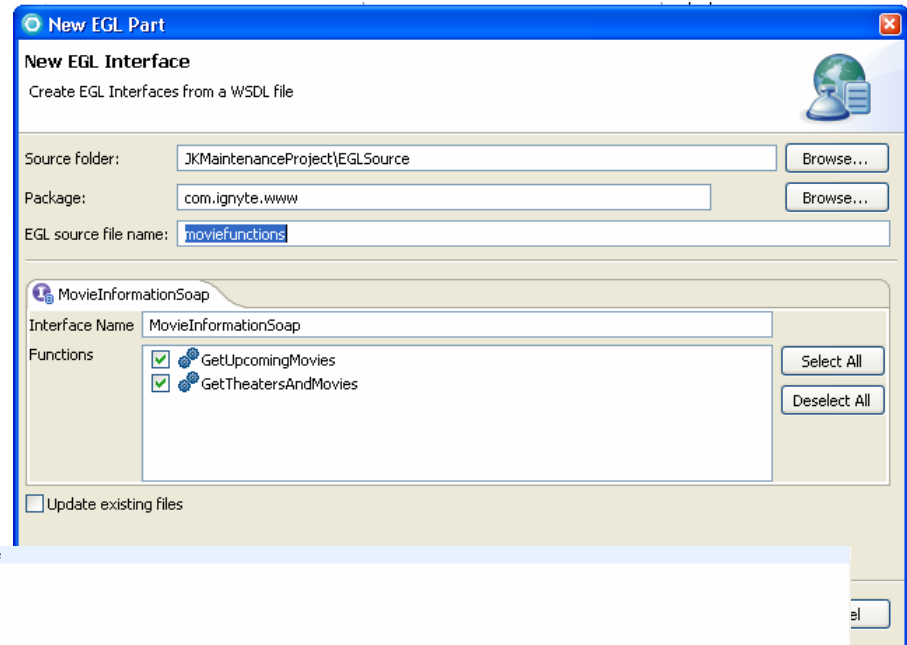 New EGL Part
New EGL Interface
Create EGL Interfaces from a WSDL file
Source folder: JKMaintenanceProject\EGLSource Browse...
Package: com.ignyte.www Browse...
EGL source file name: moviefunctions
MovieInformationSoap
Interface Name MovieInformationSoap
Functions GetUpcomingMovies Select All
GetTheatersAndMovies
Deselect All
Update existing files